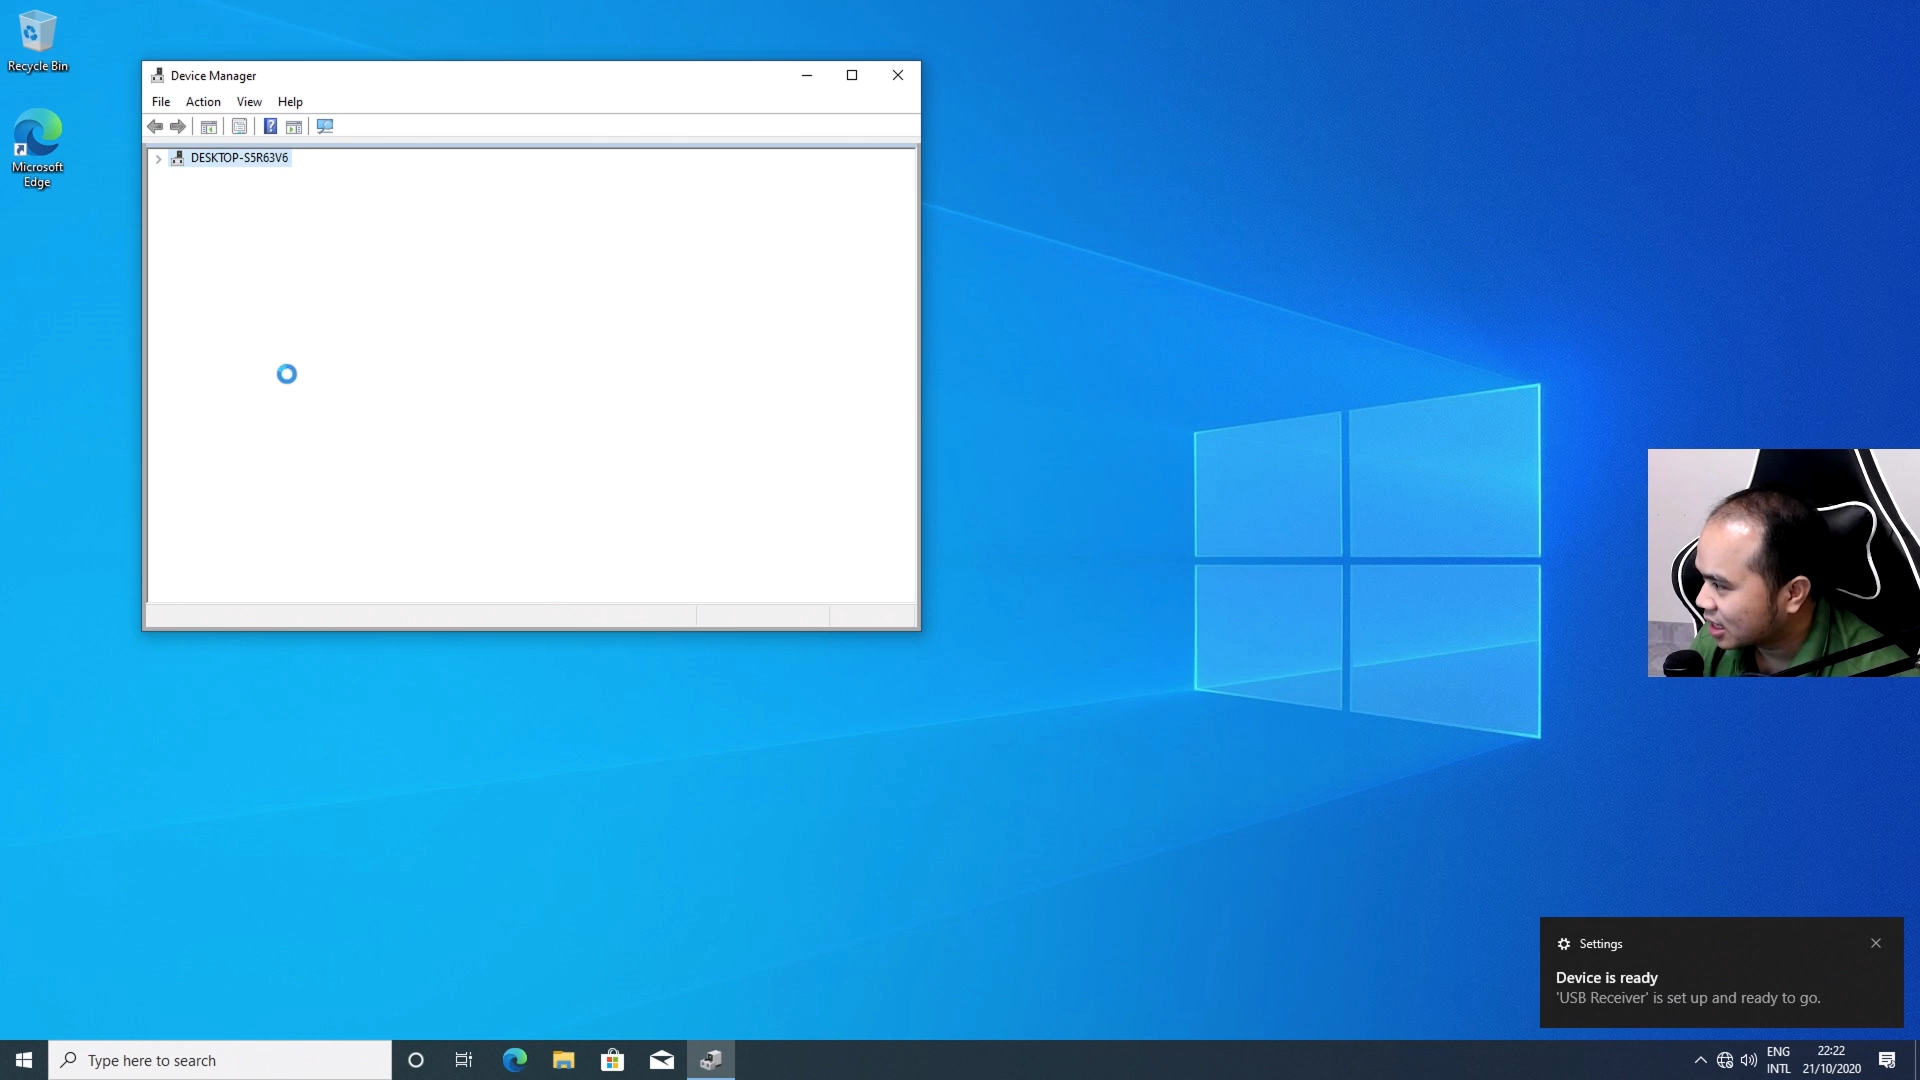 Recycle Bin
Microsoft
Edge
Device Manager
File Action View Help
DESKTOP-S5R63V6
Settings
Device is ready
'USB Receiver' is set up and ready to go.
Type here to search
ENG
INTL
22:22
21/10/2020